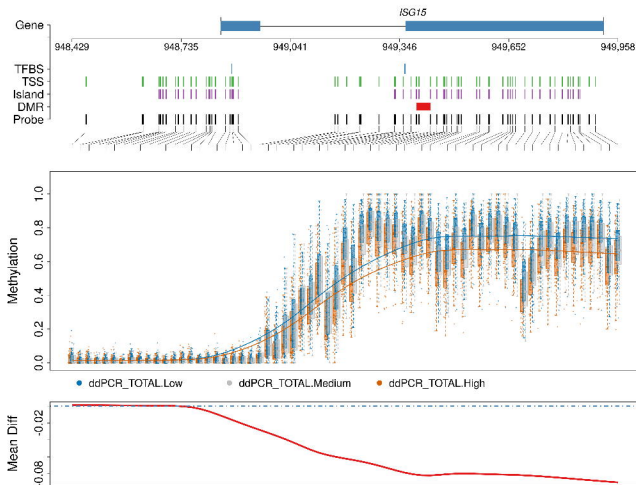 ISG15
Gene
948,429 948,735 949,041 949,346 949,652 949,958
TFBS
TSS
Island
DMR
Probe
Methylation
1.0
0.8
0.6
0.4
0.2
0.0
ddPCR_TOTAL.Low ddPCR_TOTAL.Medium ddPCR_TOTAL.High
Mean Diff
-0.02
-0.08